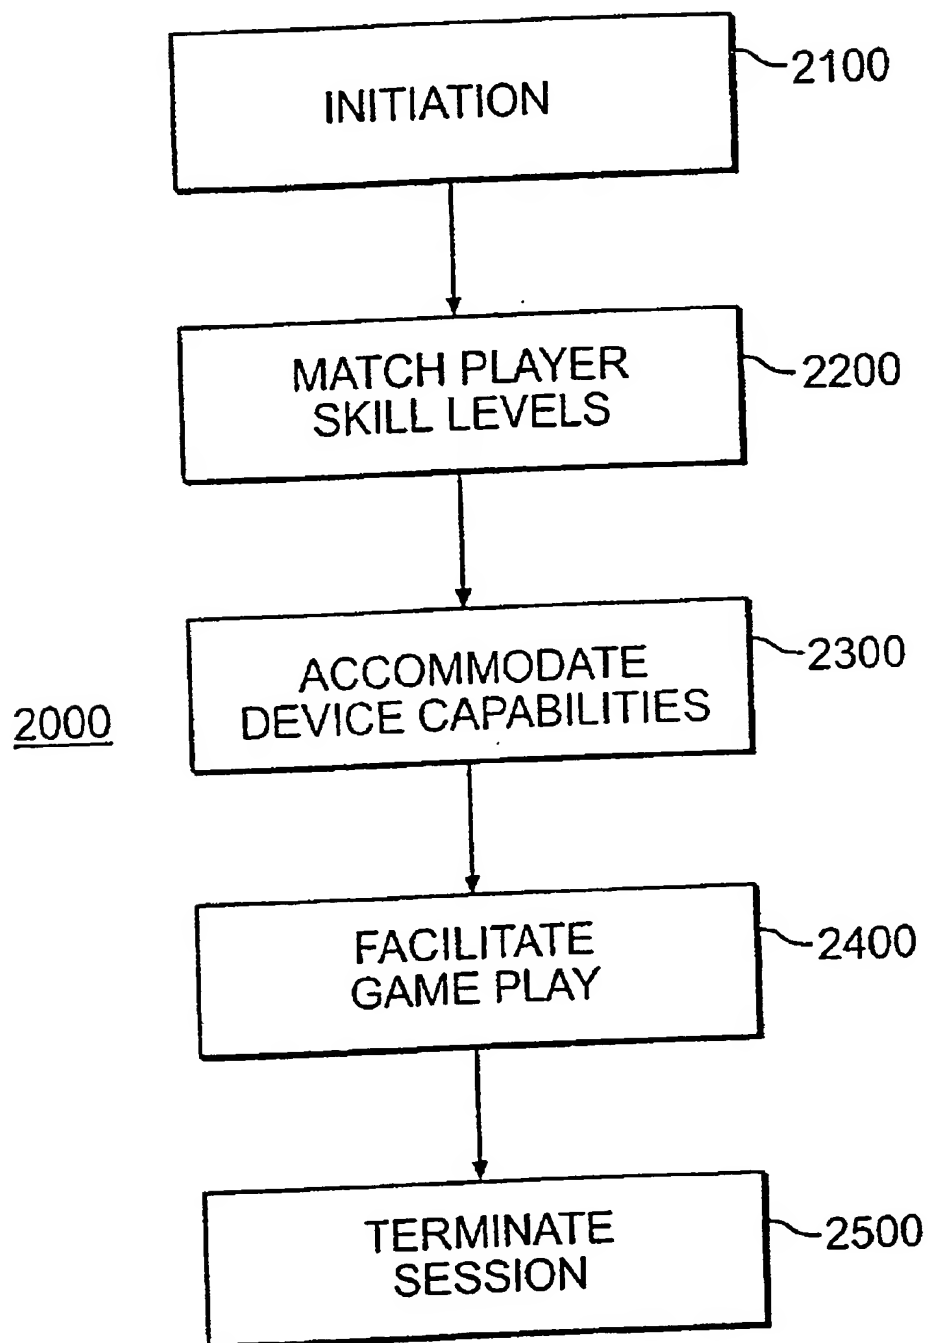 INITIATION
2100
MATCH PLAYER
SKILL LEVELS
2200
ACCOMMODATE
DEVICE CAPABILITIES
2300
2000
FACILITATE
GAME PLAY
2400
TERMINATE
SESSION
2500